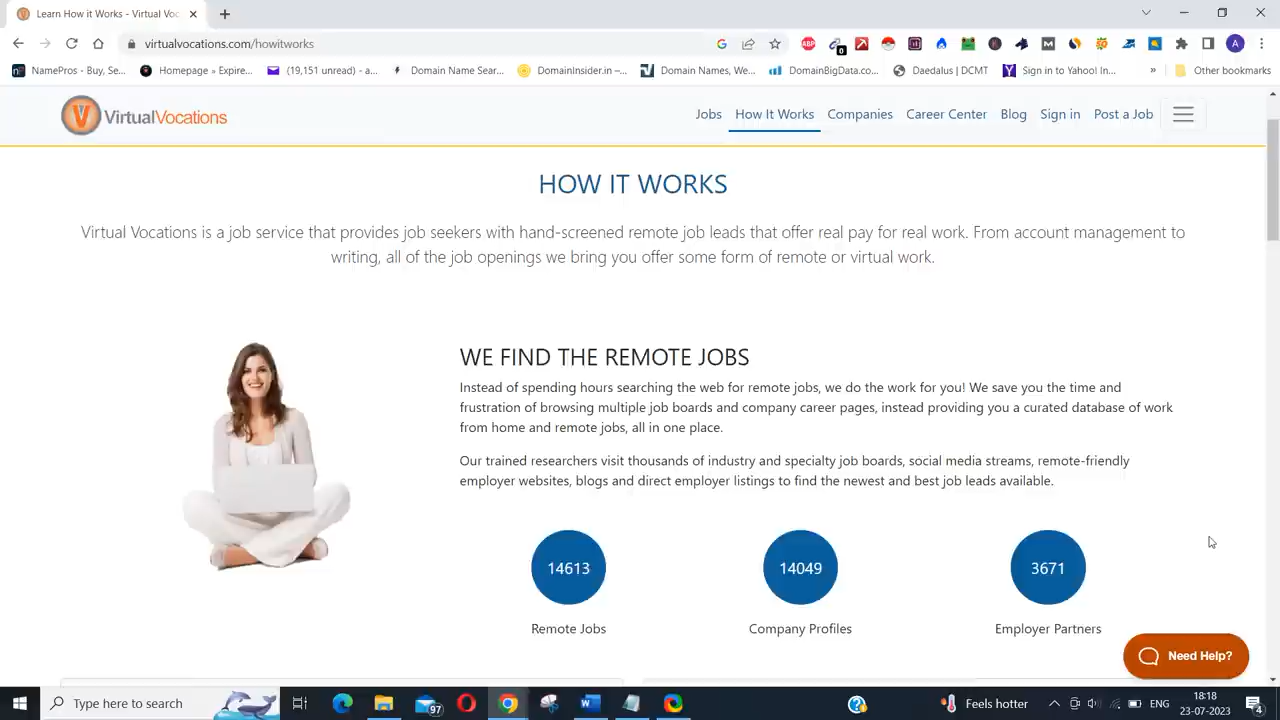 Learn How it Works - Virtual Voc
virtualvocations.com/howitworks
ABP
0
M
A
NamePros - Buy, Se...
Homepage » Expire...
(19,151 unread) - a...
Domain Name Sear...
DomainInsider.in –...
Domain Names, We...
DomainBigData.co...
Daedalus | DCMT
Sign in to Yahoo! In...
»
Other bookmarks
V VirtualVocations
Jobs
How It Works
Companies
Career Center
Blog
Sign in
Post a Job
HOW IT WORKS
Virtual Vocations is a job service that provides job seekers with hand-screened remote job leads that offer real pay for real work. From account management to
writing, all of the job openings we bring you offer some form of remote or virtual work.
WE FIND THE REMOTE JOBS
Instead of spending hours searching the web for remote jobs, we do the work for you! We save you the time and
frustration of browsing multiple job boards and company career pages, instead providing you a curated database of work
from home and remote jobs, all in one place.
Our trained researchers visit thousands of industry and specialty job boards, social media streams, remote-friendly
employer websites, blogs and direct employer listings to find the newest and best job leads available.
14613
14049
3671
Remote Jobs
Company Profiles
Employer Partners
Need Help?
Type here to search
97
Feels hotter
ENG
18:18
23-07-2023
4